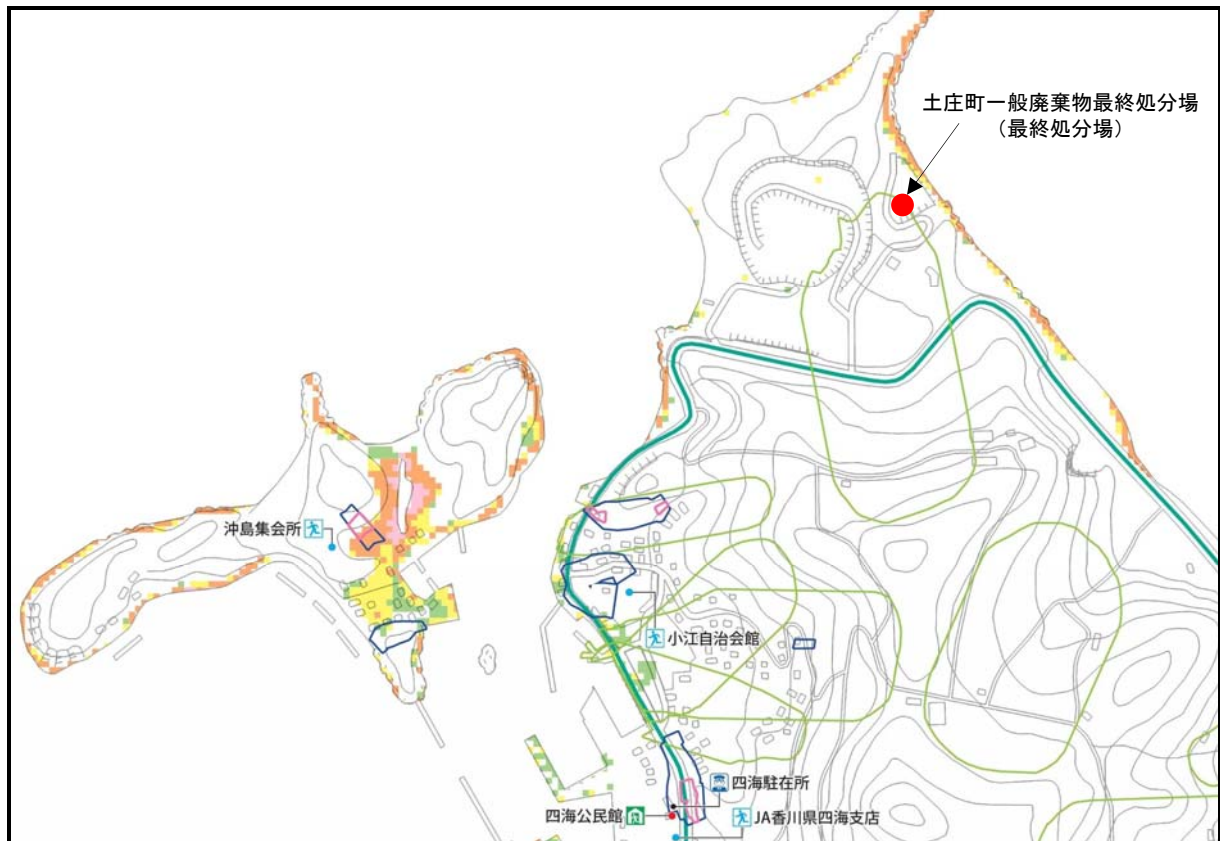 土庄町一般廃棄物最終処分場
（最終処分場）
沖島集会所
小江自治会館
四海駐在所
四海公民館
JA香川県四海支店